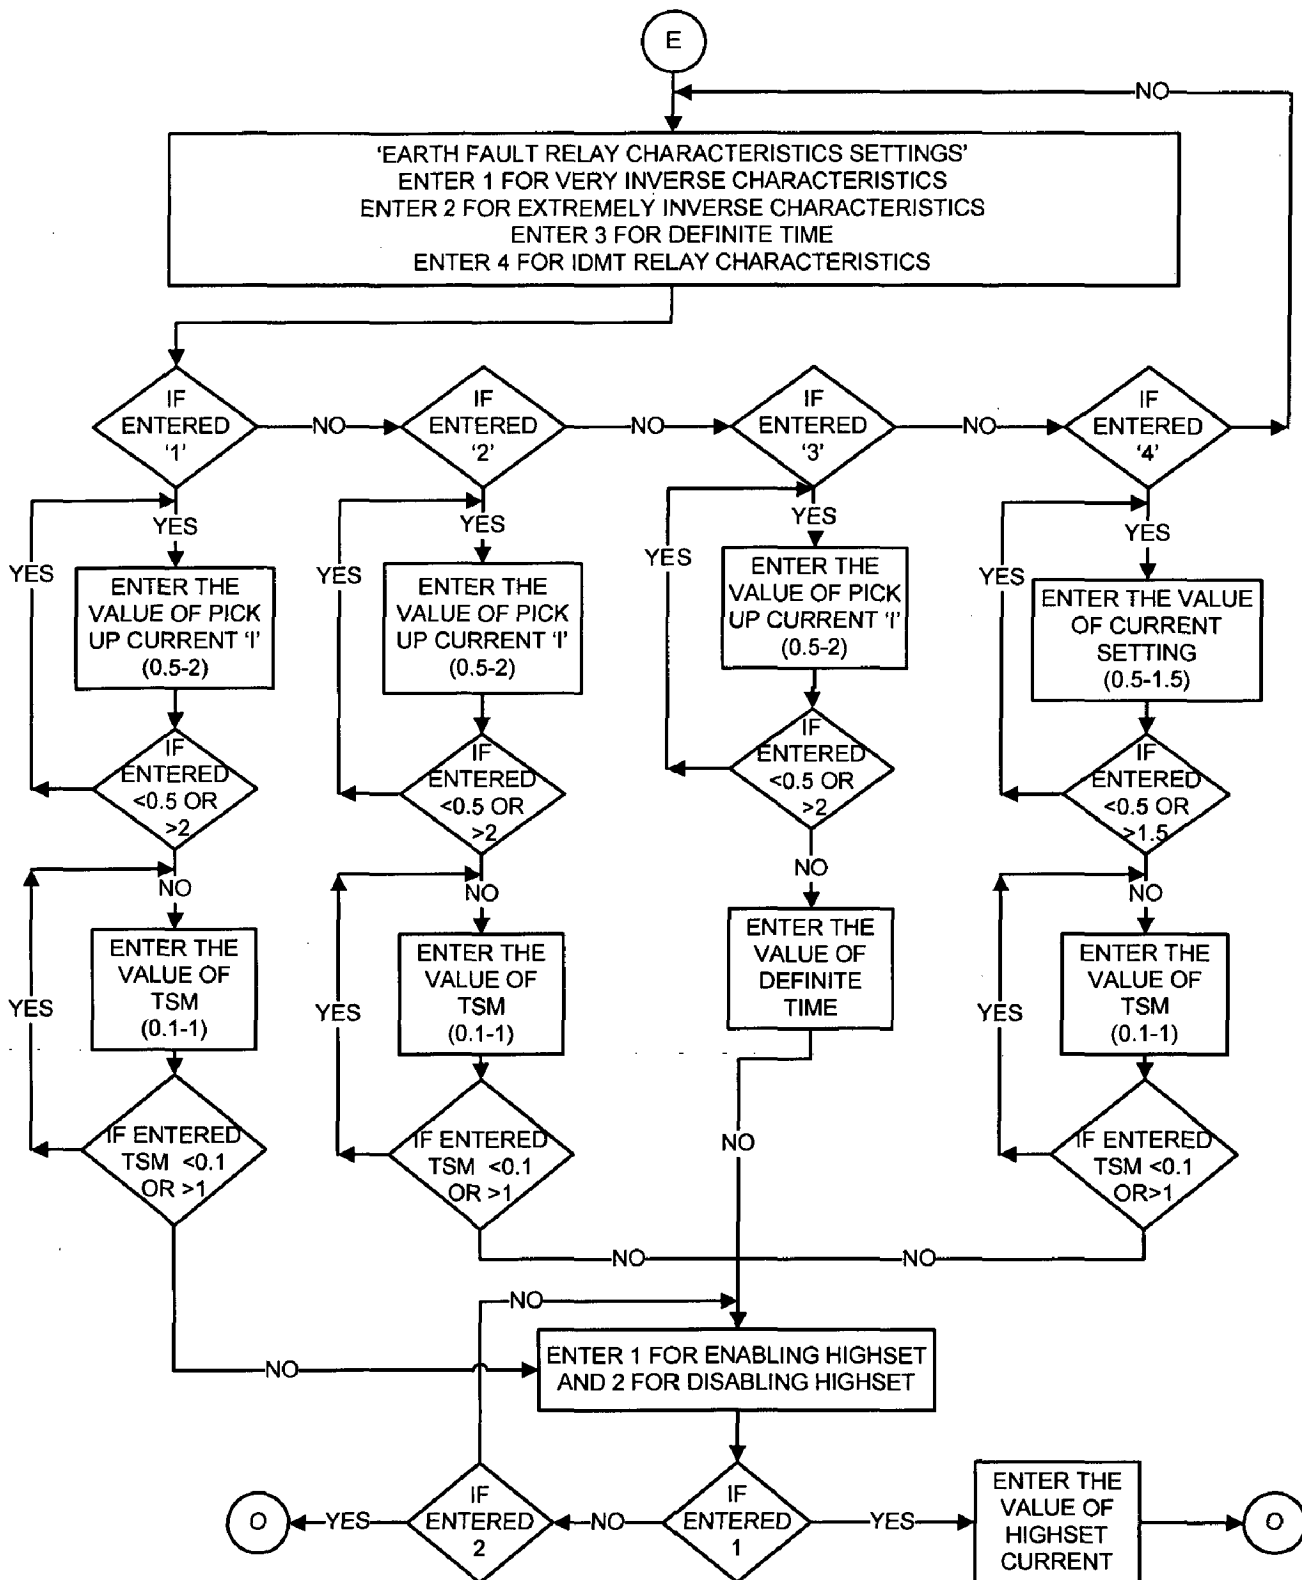 E
NO
'EARTH FAULT RELAY CHARACTERISTICS SETTINGS'
ENTER 1 FOR VERY INVERSE CHARACTERISTICS
ENTER 2 FOR EXTREMELY INVERSE CHARACTERISTICS
ENTER 3 FOR DEFINITE TIME
ENTER 4 FOR IDMT RELAY CHARACTERISTICS
IF
ENTERED
'1'
NO
IF
ENTERED
'2'
NO
IF
ENTERED
'3'
NO
IF
ENTERED
'4'
YES
YES
YES
YES
YES
YES
YES
YES
ENTER THE
VALUE OF PICK
UP CURRENT 'I'
(0.5-2)
ENTER THE
VALUE OF PICK
UP CURRENT 'I'
(0.5-2)
ENTER THE
VALUE OF PICK
UP CURRENT 'I'
(0.5-2)
ENTER THE VALUE
OF CURRENT
SETTING
(0.5-1.5)
IF
ENTERED
<0.5 OR
>2
IF
ENTERED
<0.5 OR
>2
IF
ENTERED
<0.5 OR
>2
IF
ENTERED
<0.5 OR
>1.5
NO
NO
NO
NO
YES
ENTER THE
VALUE OF
TSM
(0.1-1)
YES
ENTER THE
VALUE OF
TSM
(0.1-1)
ENTER THE
VALUE OF
DEFINITE
TIME
YES
ENTER THE
VALUE OF
TSM
(0.1-1)
IF ENTERED
TSM <0.1
OR >1
IF ENTERED
TSM <0.1
OR >1
NO
IF ENTERED
TSM <0.1
OR>1
NO
NO
NO
NO
ENTER 1 FOR ENABLING HIGHSET
AND 2 FOR DISABLING HIGHSET
O
YES
IF
ENTERED
2
NO
IF
ENTERED
1
YES
ENTER THE
VALUE OF
HIGHSET
CURRENT
O